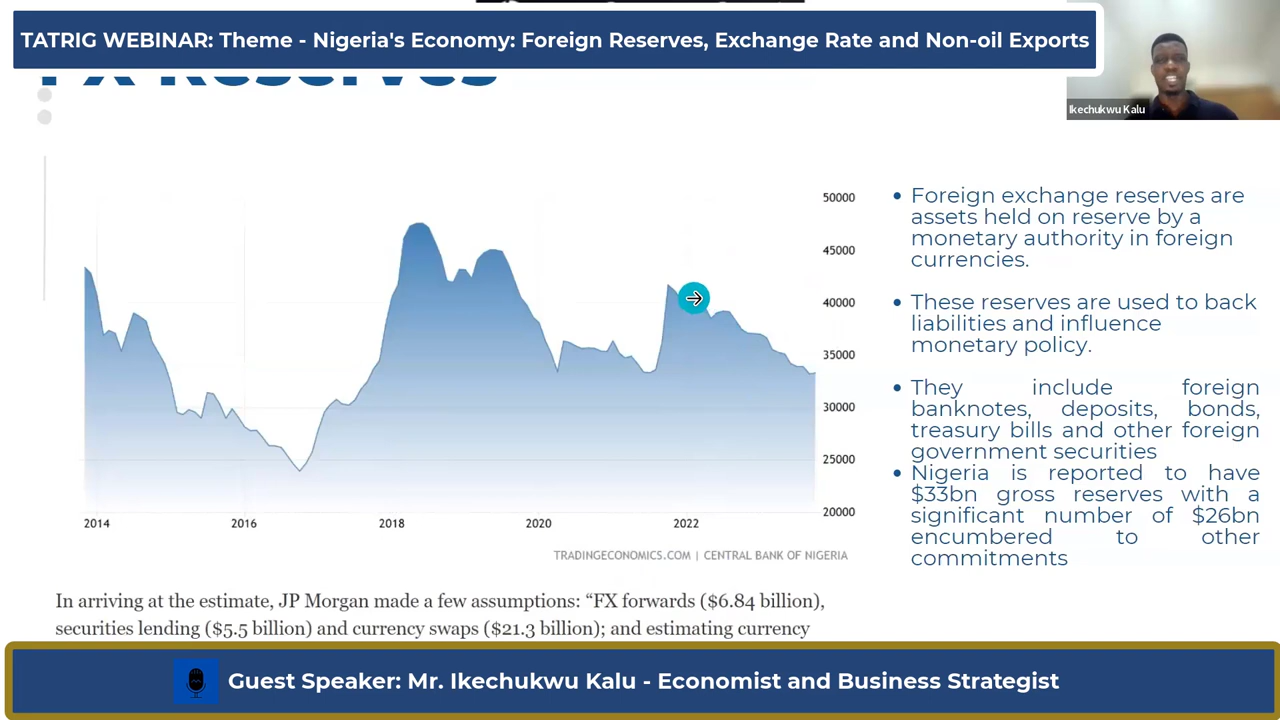 TATRIG WEBINAR: Theme - Nigeria's Economy: Foreign Reserves, Exchange Rate and Non-oil Exports
FX Reserves
Ikechukwu Kalu
50000
45000
40000
35000
30000
25000
20000
2014 2016 2018 2020 2022
TRADINGECONOMICS.COM | CENTRAL BANK OF NIGERIA
In arriving at the estimate, JP Morgan made a few assumptions: “FX forwards ($6.84 billion),
securities lending ($5.5 billion) and currency swaps ($21.3 billion); and estimating currency
• Foreign exchange reserves are
assets held on reserve by a
monetary authority in foreign
currencies.
• These reserves are used to back
liabilities and influence
monetary policy.
• They include foreign
banknotes, deposits, bonds,
treasury bills and other foreign
government securities
• Nigeria is reported to have
$33bn gross reserves with a
significant number of $26bn
encumbered to other
commitments
Guest Speaker: Mr. Ikechukwu Kalu - Economist and Business Strategist